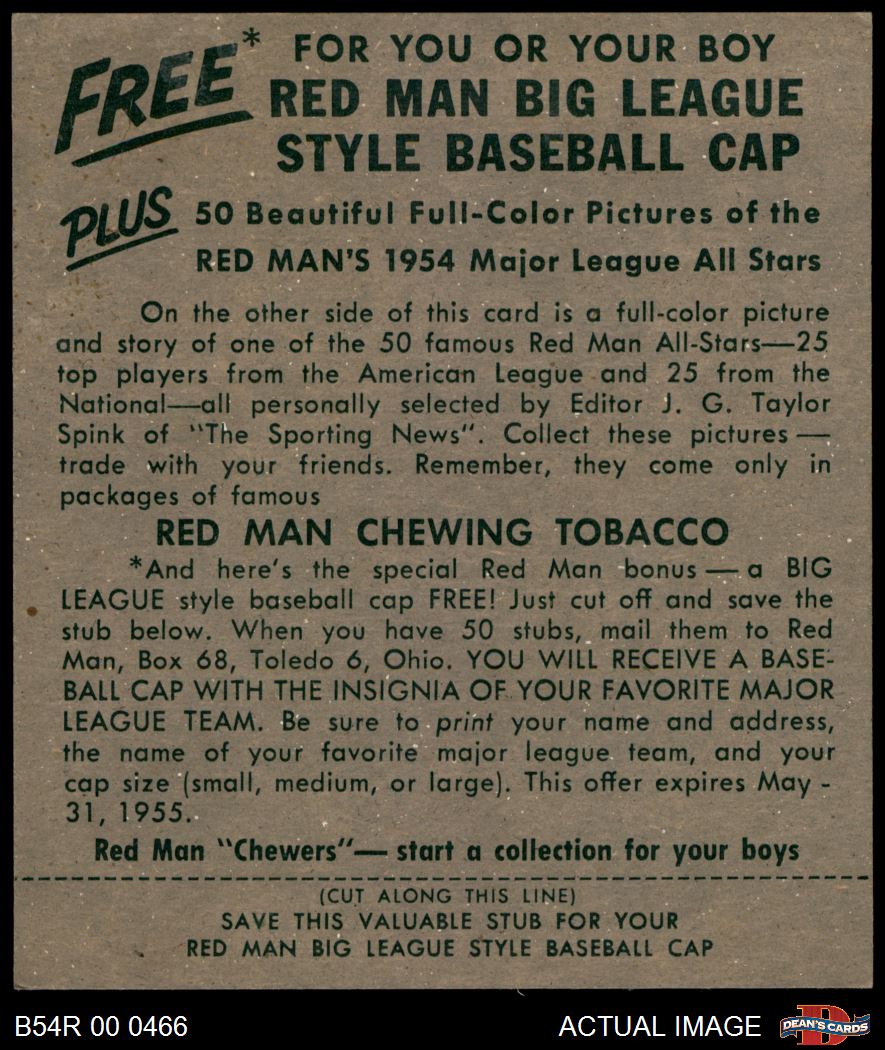 FREE* FOR YOU OR YOUR BOY
RED MAN BIG LEAGUE
STYLE BASEBALL CAP
PLUS 50 Beautiful Full-Color Pictures of the
RED MAN'S 1954 Major League All Stars
On the other side of this card is a full-color picture
and story of one of the 50 famous Red Man All-Stars—25
top players from the American League and 25 from the
National—all personally selected by Editor J. G. Taylor
Spink of "The Sporting News". Collect these pictures —
trade with your friends. Remember, they come only in
packages of famous
RED MAN CHEWING TOBACCO
*And here's the special Red Man bonus — a BIG
LEAGUE style baseball cap FREE! Just cut off and save the
stub below. When you have 50 stubs, mail them to Red
Man, Box 68, Toledo 6, Ohio. YOU WILL RECEIVE A BASE-
BALL CAP WITH THE INSIGNIA OF YOUR FAVORITE MAJOR
LEAGUE TEAM. Be sure to print your name and address,
the name of your favorite major league team, and your
cap size (small, medium, or large). This offer expires May -
31, 1955.
Red Man "Chewers"— start a collection for your boys
(CUT ALONG THIS LINE)
SAVE THIS VALUABLE STUB FOR YOUR
RED MAN BIG LEAGUE STYLE BASEBALL CAP
B54R 00 0466 ACTUAL IMAGE D DEAN'S CARDS